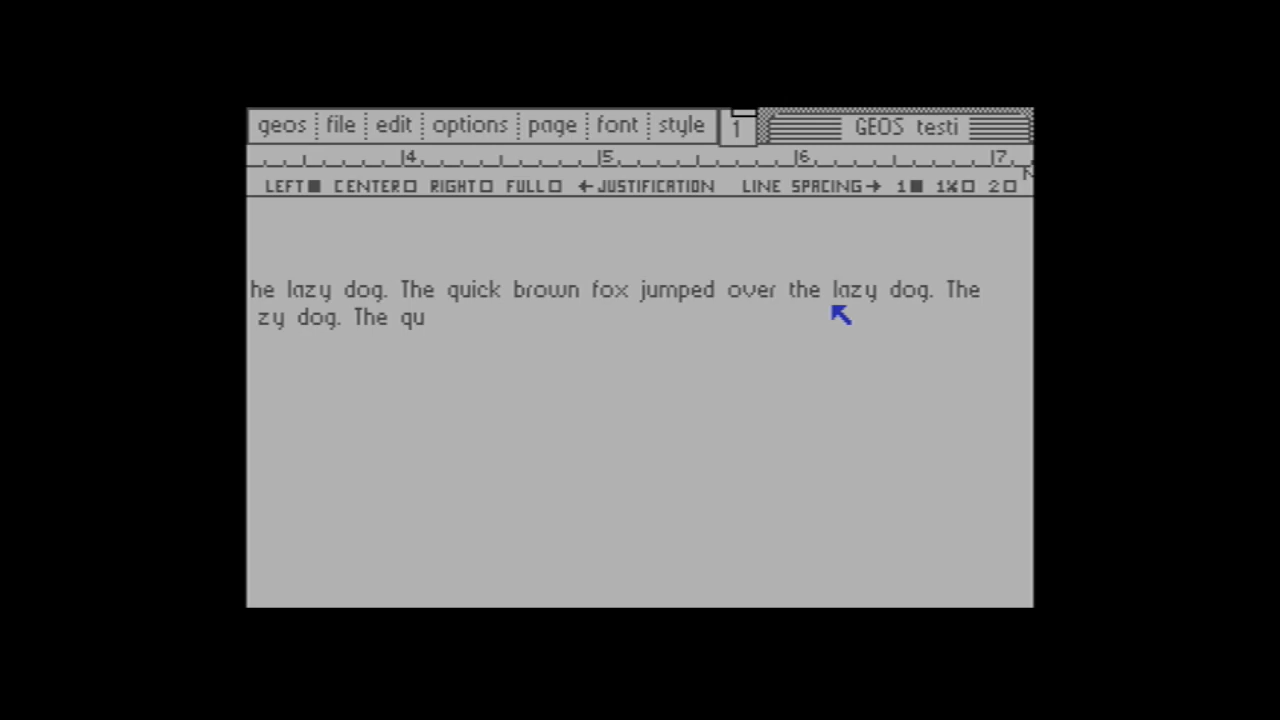 geos file edit options page font style 1 GEOS testi
4 5 6 7
LEFT CENTER RIGHT FULL ←JUSTIFICATION LINE SPACING→ 1 1½ 2
he lazy dog. The quick brown fox jumped over the lazy dog. The
zy dog. The qu